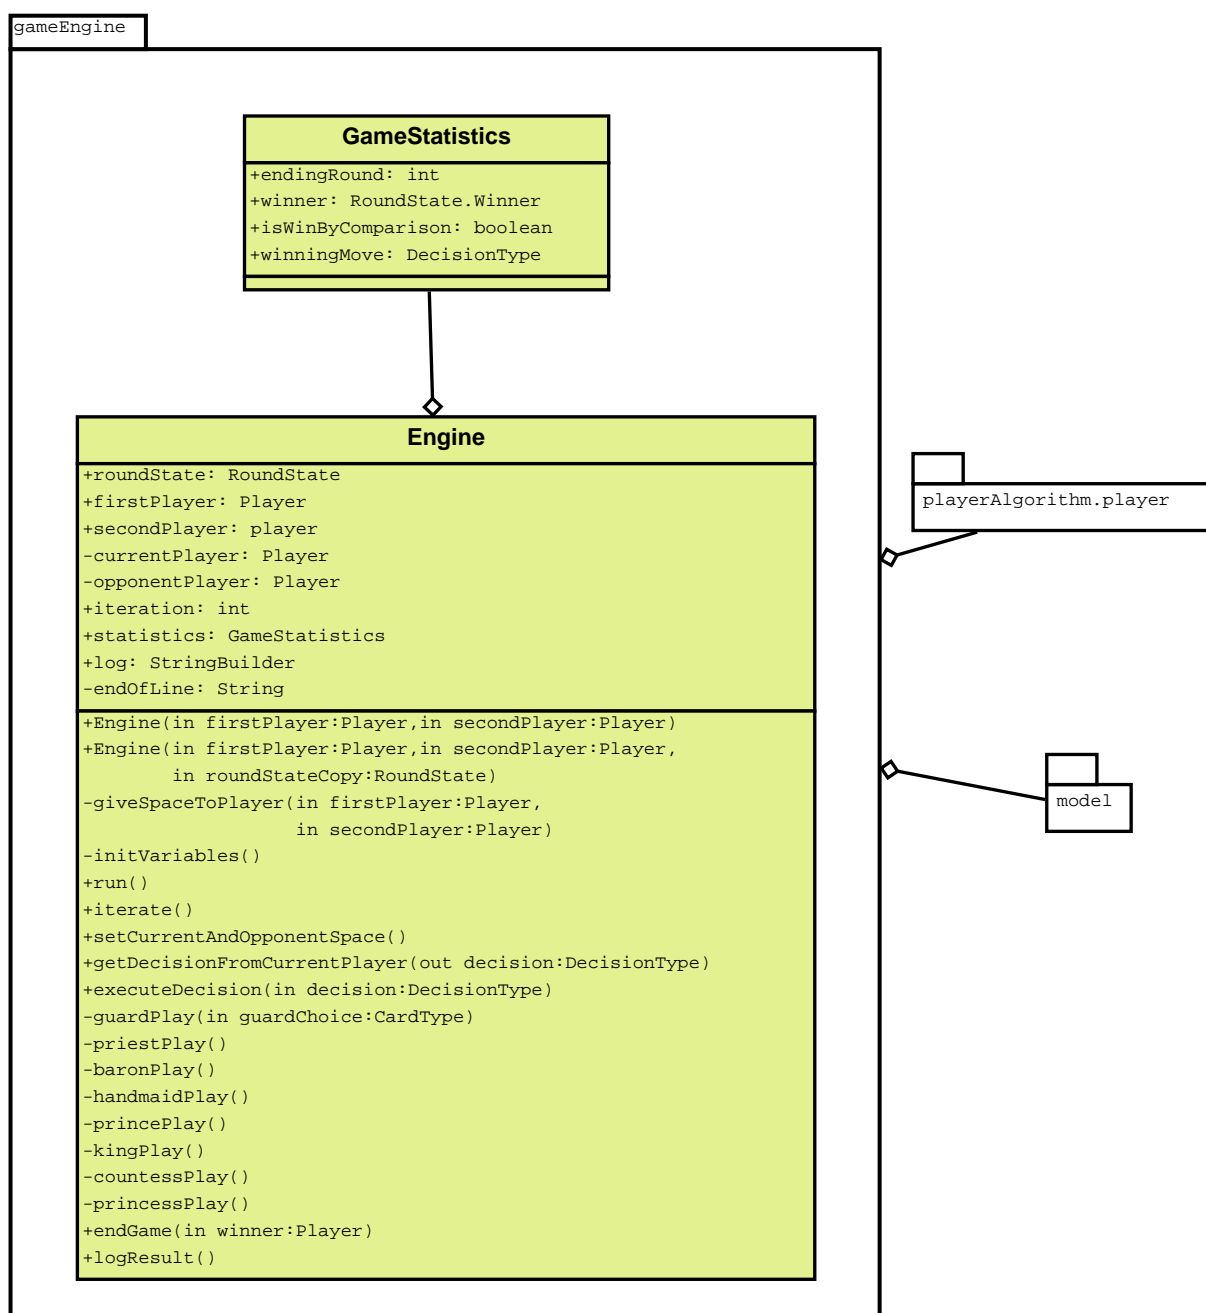 gameEngine
GameStatistics
+endingRound: int
+winner: RoundState.Winner
+isWinByComparison: boolean
+winningMove: DecisionType
Engine
+roundState: RoundState
+firstPlayer: Player
+secondPlayer: player
-currentPlayer: Player
-opponentPlayer: Player
+iteration: int
+statistics: GameStatistics
+log: StringBuilder
-endOfLine: String
+Engine(in firstPlayer:Player,in secondPlayer:Player)
+Engine(in firstPlayer:Player,in secondPlayer:Player,
in roundStateCopy:RoundState)
-giveSpaceToPlayer(in firstPlayer:Player,
in secondPlayer:Player)
-initVariables()
+run()
+iterate()
+setCurrentAndOpponentSpace()
+getDecisionFromCurrentPlayer(out decision:DecisionType)
+executeDecision(in decision:DecisionType)
-guardPlay(in guardChoice:CardType)
-priestPlay()
-baronPlay()
-handmaidPlay()
-princePlay()
-kingPlay()
-countessPlay()
-princessPlay()
+endGame(in winner:Player)
+logResult()
playerAlgorithm.player
model